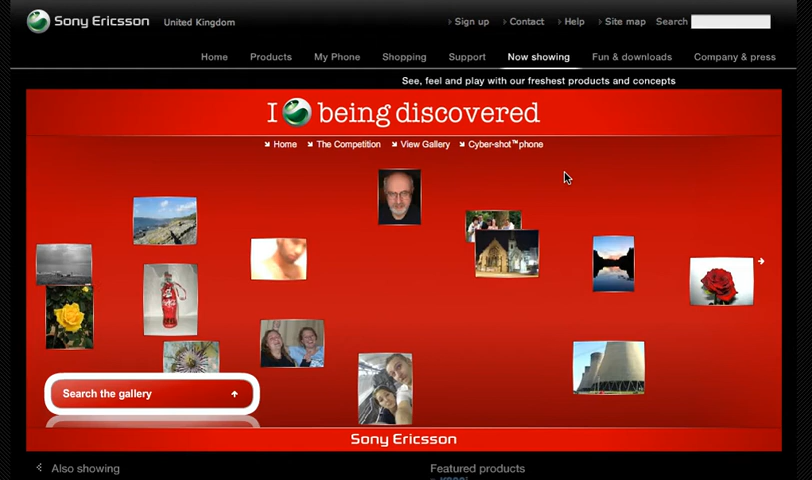 Sony Ericsson United Kingdom
Sign up Contact Help Site map Search
Home Products My Phone Shopping Support Now showing Fun & downloads Company & press
See, feel and play with our freshest products and concepts
I being discovered
Home The Competition View Gallery Cyber-shot™phone
Search the gallery
Sony Ericsson
Also showing Featured products